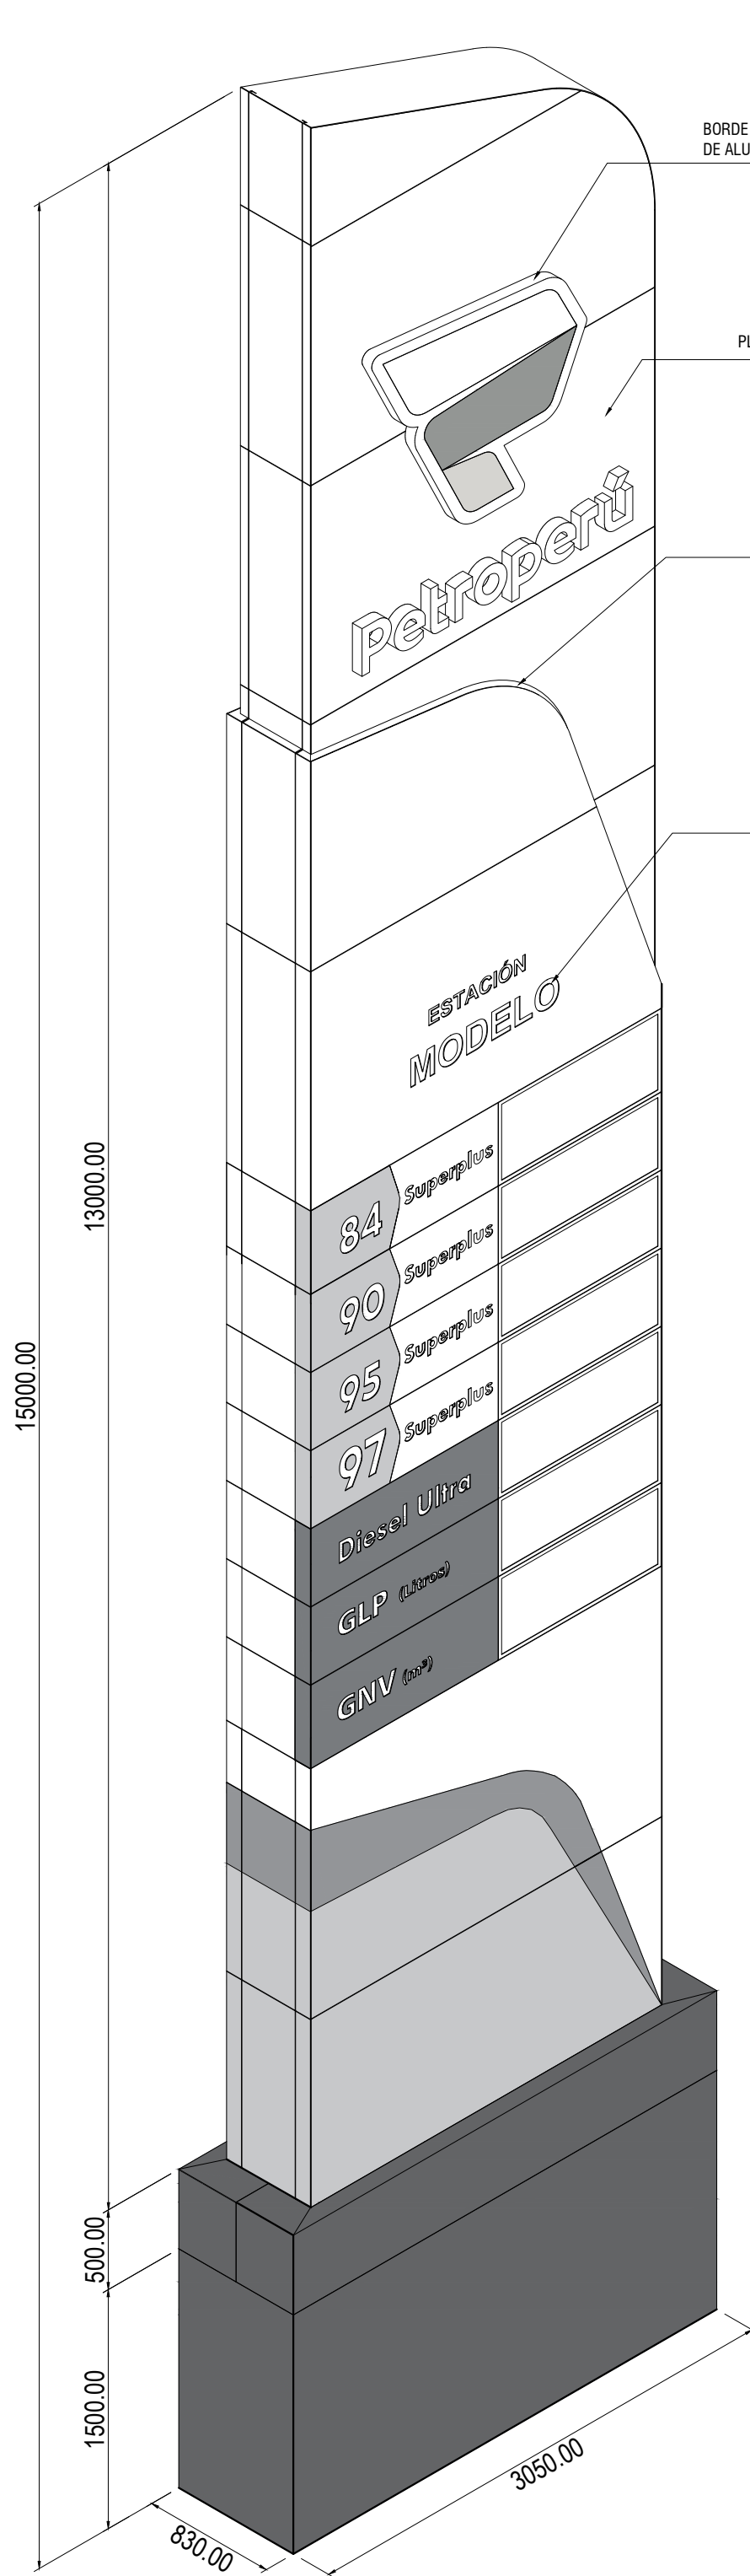 BORDE
DE ALU
PL
petroperú
ESTACIÓN
MODELO
84 Superplus
90 Superplus
95 Superplus
97 Superplus
Diesel Ultra
GLP (Litros)
GNV (m³)
13000.00
15000.00
500.00
1500.00
830.00
3050.00